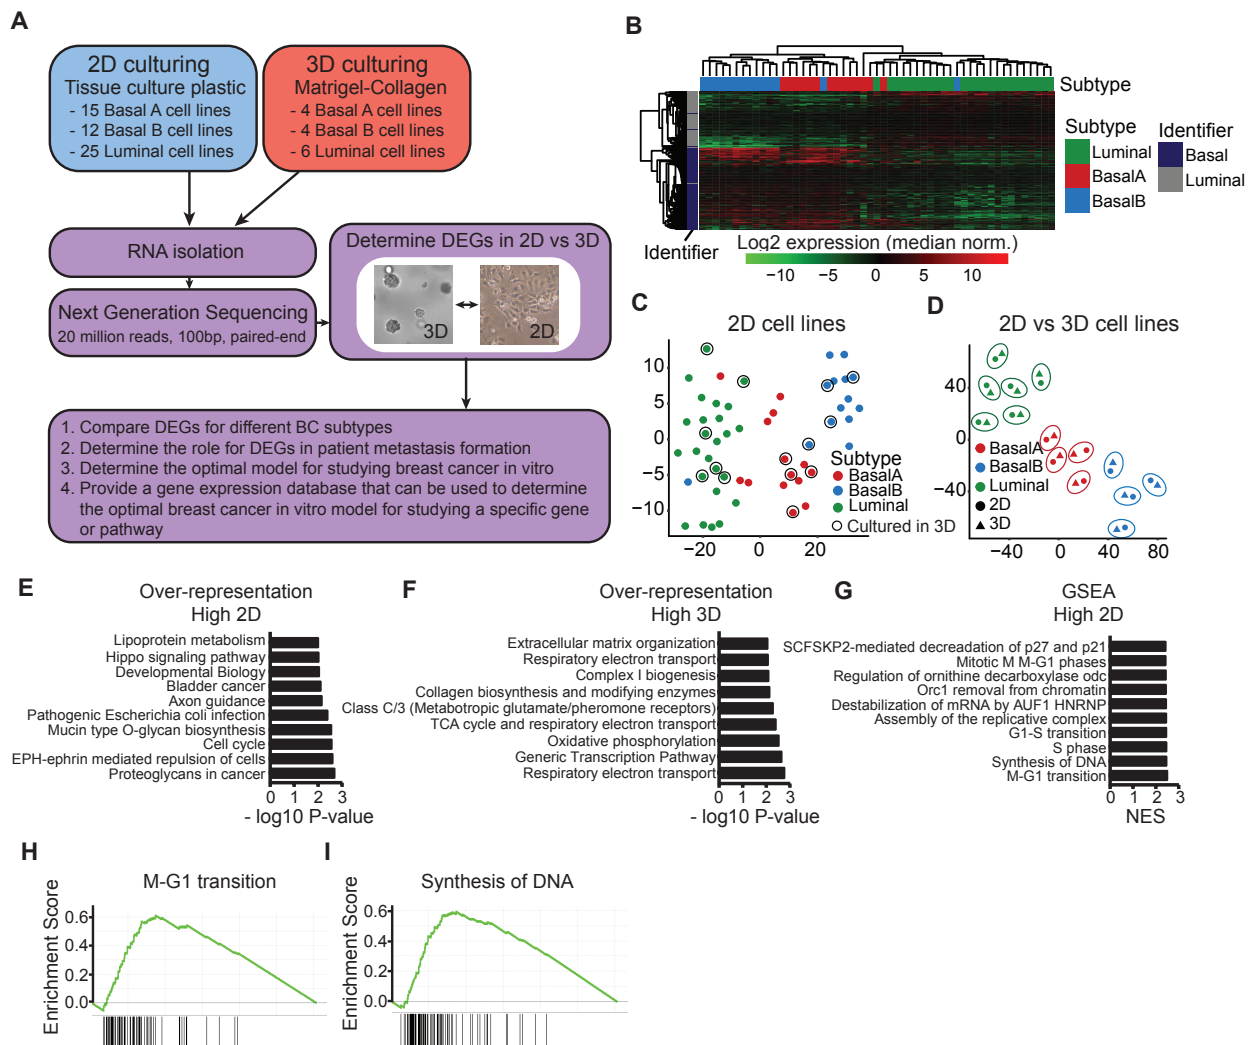 A
2D culturing
Tissue culture plastic
- 15 Basal A cell lines
- 12 Basal B cell lines
- 25 Luminal cell lines
3D culturing
Matrigel-Collagen
- 4 Basal A cell lines
- 4 Basal B cell lines
- 6 Luminal cell lines
RNA isolation
Next Generation Sequencing
20 million reads, 100bp, paired-end
Determine DEGs in 2D vs 3D
3D
2D
1. Compare DEGs for different BC subtypes
2. Determine the role for DEGs in patient metastasis formation
3. Determine the optimal model for studying breast cancer in vitro
4. Provide a gene expression database that can be used to determine
the optimal breast cancer in vitro model for studying a specific gene
or pathway
B
Subtype
Subtype
Luminal
BasalA
BasalB
Identifier
Basal
Luminal
Identifier
Log2 expression (median norm.)
−10 −5 0 5 10
C
2D cell lines
10
5
0
−5
−10
−20 0 20
Subtype
BasalA
BasalB
Luminal
Cultured in 3D
D
2D vs 3D cell lines
40
0
−40
BasalA
BasalB
Luminal
2D
3D
−40 0 40 80
E
Over-representation
High 2D
Lipoprotein metabolism
Hippo signaling pathway
Developmental Biology
Bladder cancer
Axon guidance
Pathogenic Escherichia coli infection
Mucin type O-glycan biosynthesis
Cell cycle
EPH-ephrin mediated repulsion of cells
Proteoglycans in cancer
0 1 2 3
- log10 P-value
F
Over-representation
High 3D
Extracellular matrix organization
Respiratory electron transport
Complex I biogenesis
Collagen biosynthesis and modifying enzymes
Class C/3 (Metabotropic glutamate/pheromone receptors)
TCA cycle and respiratory electron transport
Oxidative phosphorylation
Generic Transcription Pathway
Respiratory electron transport
0 1 2 3
- log10 P-value
G
GSEA
High 2D
SCFSKP2-mediated decreadation of p27 and p21
Mitotic M M-G1 phases
Regulation of ornithine decarboxylase odc
Orc1 removal from chromatin
Destabilization of mRNA by AUF1 HNRNP
Assembly of the replicative complex
G1-S transition
S phase
Synthesis of DNA
M-G1 transition
0 1 2 3
NES
H
M-G1 transition
Enrichment Score
0.6
0.4
0.2
0.0
I
Synthesis of DNA
Enrichment Score
0.6
0.4
0.2
0.0